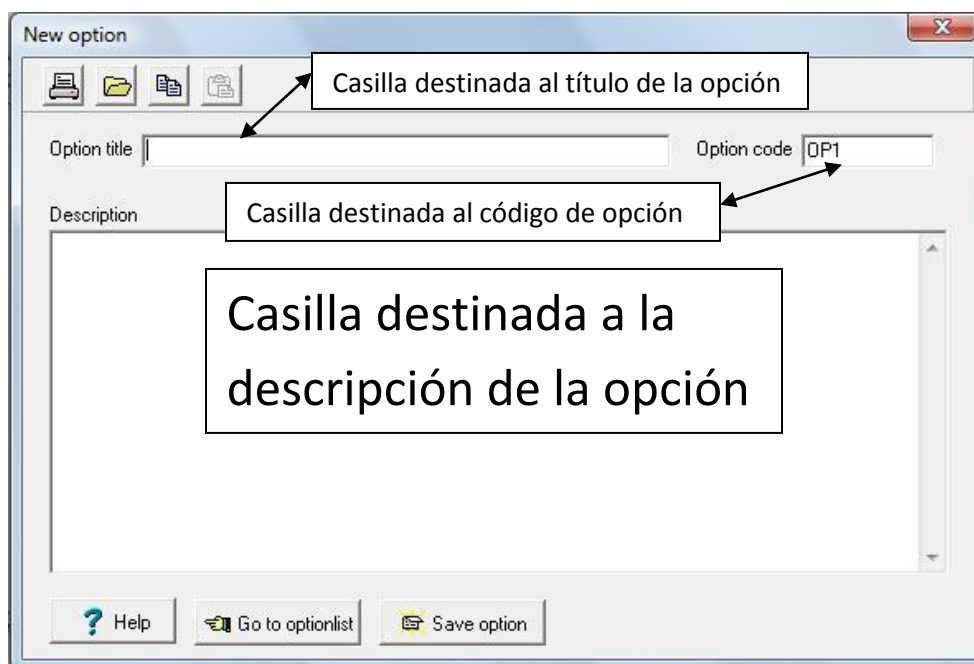 New option
Casilla destinada al título de la opción
Option title
Option code OP1
Casilla destinada al código de opción
Description
Casilla destinada a la
descripción de la opción
Help
Go to optionlist
Save option